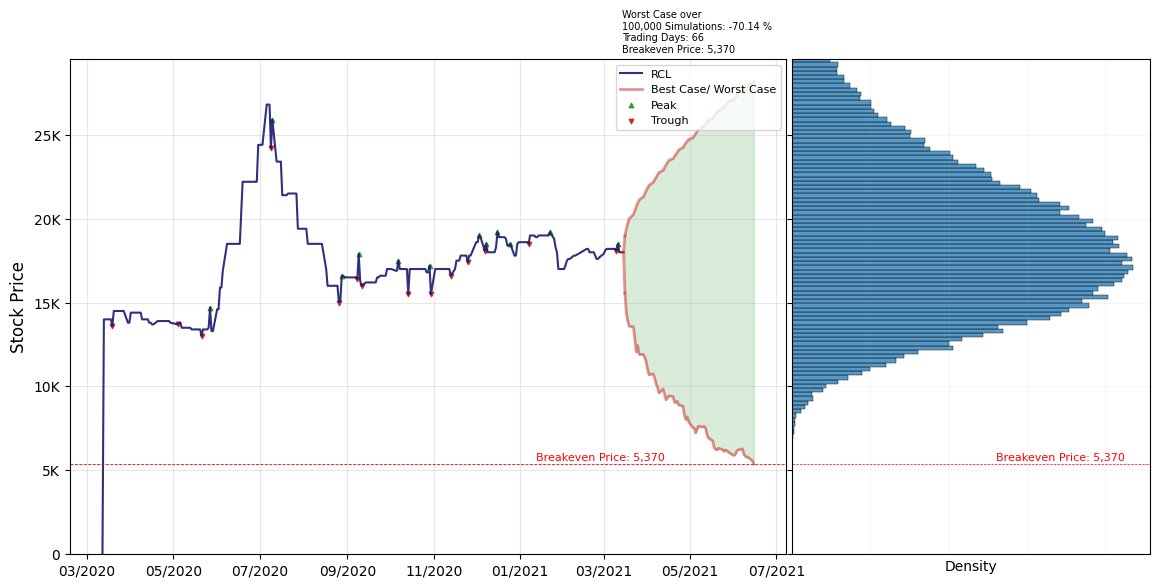 Worst Case over
100,000 Simulations: -70.14 %
Trading Days: 66
Breakeven Price: 5,370
RCL
Best Case/ Worst Case
Peak
Trough
Stock Price
25K
20K
15K
10K
5K
0
Breakeven Price: 5,370
Breakeven Price: 5,370
03/2020 05/2020 07/2020 09/2020 11/2020 01/2021 03/2021 05/2021 07/2021
Density